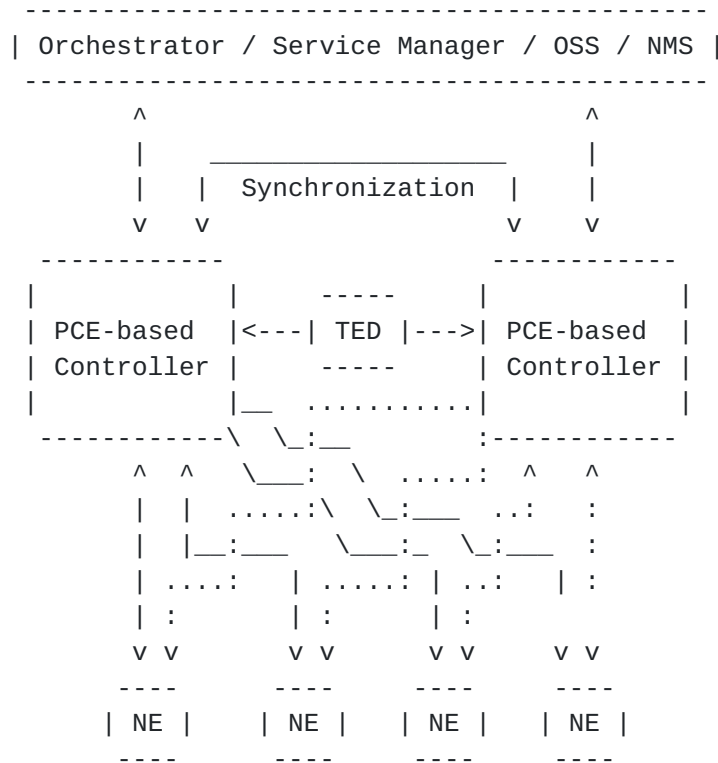 Orchestrator / Service Manager / OSS / NMS
Synchronization
TED
PCE-based PCE-based
Controller Controller
NE NE NE NE